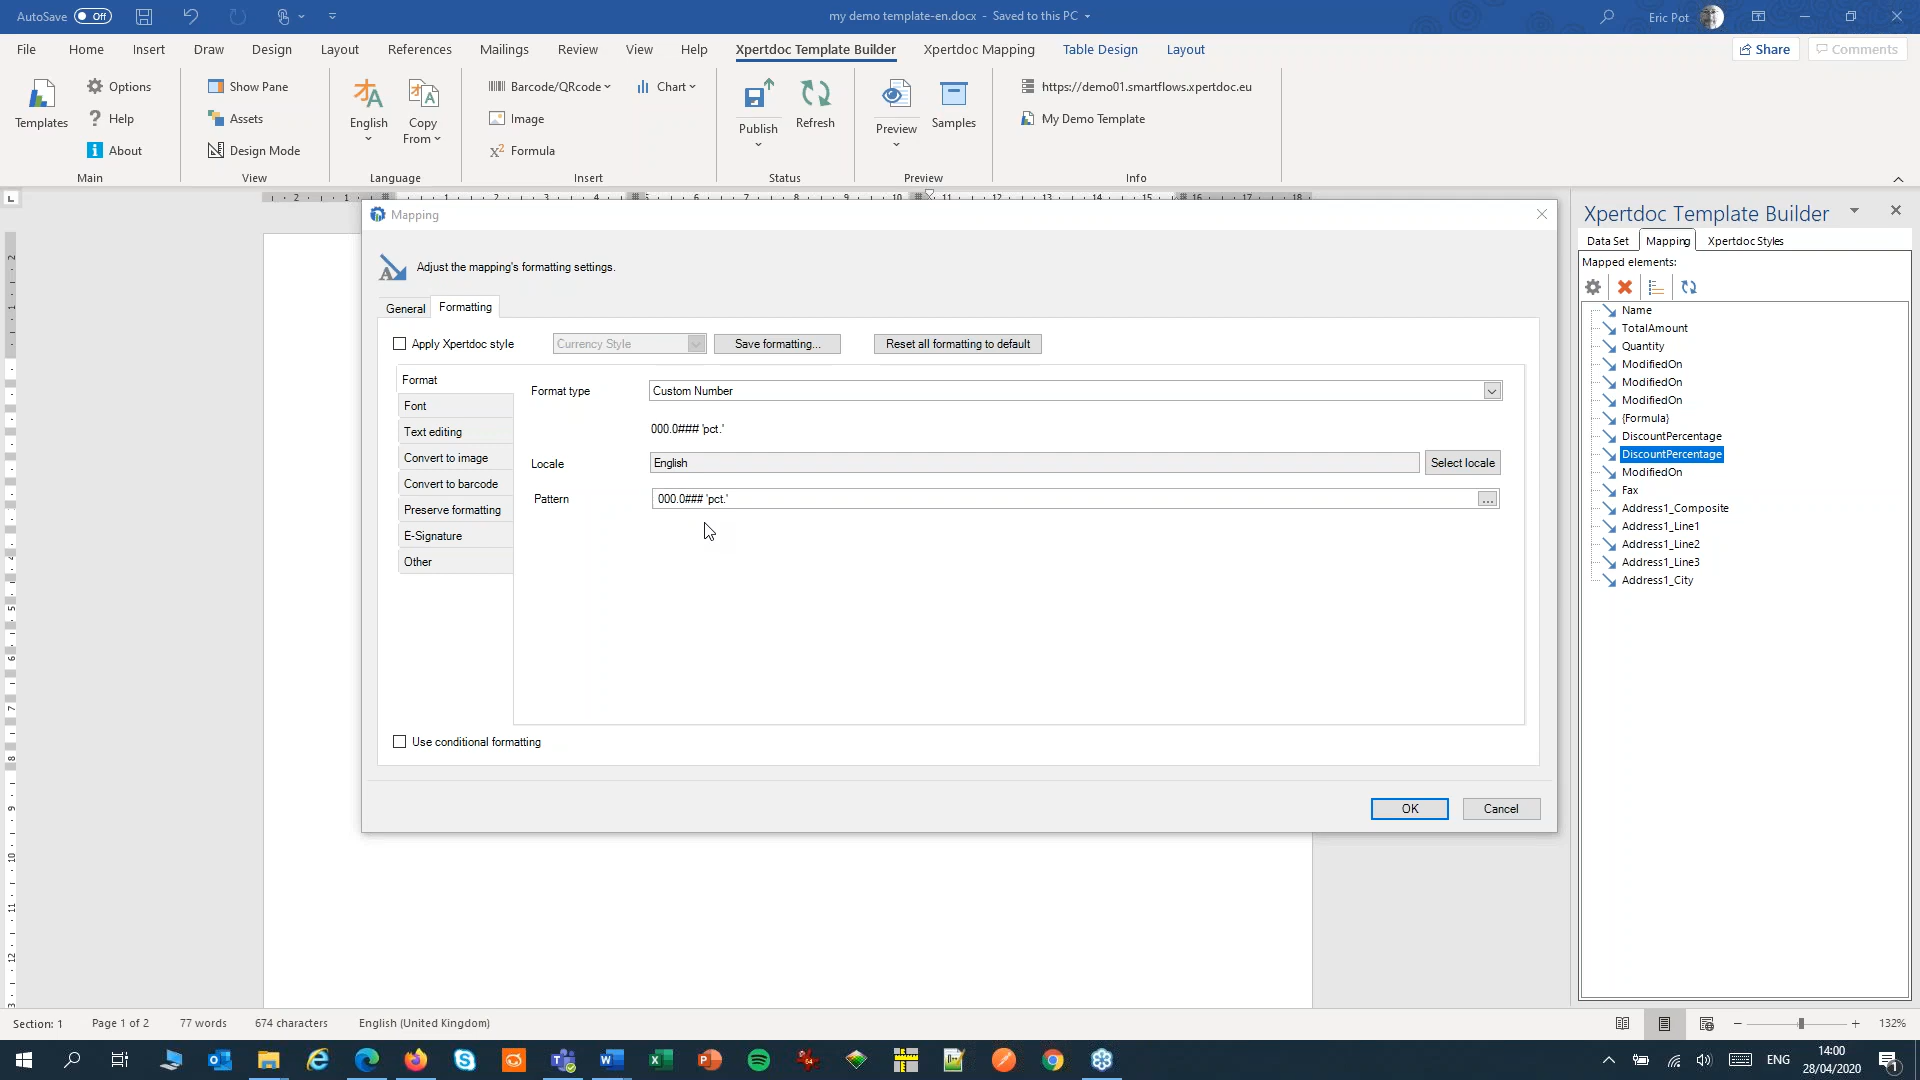 AutoSave Off
my demo template-en.docx - Saved to this PC
Eric Pot
File Home Insert Draw Design Layout References Mailings Review View Help Xpertdoc Template Builder Xpertdoc Mapping Table Design Layout
Share Comments
Templates
Options
Help
About
Main
Show Pane
Assets
Design Mode
View
English
Copy From
Language
Barcode/QRcode
Image
Formula
Chart
Insert
Publish
Refresh
Status
Preview
Samples
Preview
https://demo01.smartflows.xpertdoc.eu
My Demo Template
Info
Mapping
Adjust the mapping's formatting settings.
General Formatting
Apply Xpertdoc style
Currency Style
Save formatting...
Reset all formatting to default
Format
Font
Text editing
Convert to image
Convert to barcode
Preserve formatting
E-Signature
Other
Format type
Custom Number
000.0### 'pct.'
Locale
English
Select locale
Pattern
000.0### 'pct.'
...
Use conditional formatting
OK
Cancel
Xpertdoc Template Builder
Data Set Mapping Xpertdoc Styles
Mapped elements:
Name
TotalAmount
Quantity
ModifiedOn
ModifiedOn
ModifiedOn
{Formula}
DiscountPercentage
DiscountPercentage
ModifiedOn
Fax
Address1_Composite
Address1_Line1
Address1_Line2
Address1_Line3
Address1_City
Section: 1 Page 1 of 2 77 words 674 characters English (United Kingdom)
132%
ENG
14:00
28/04/2020